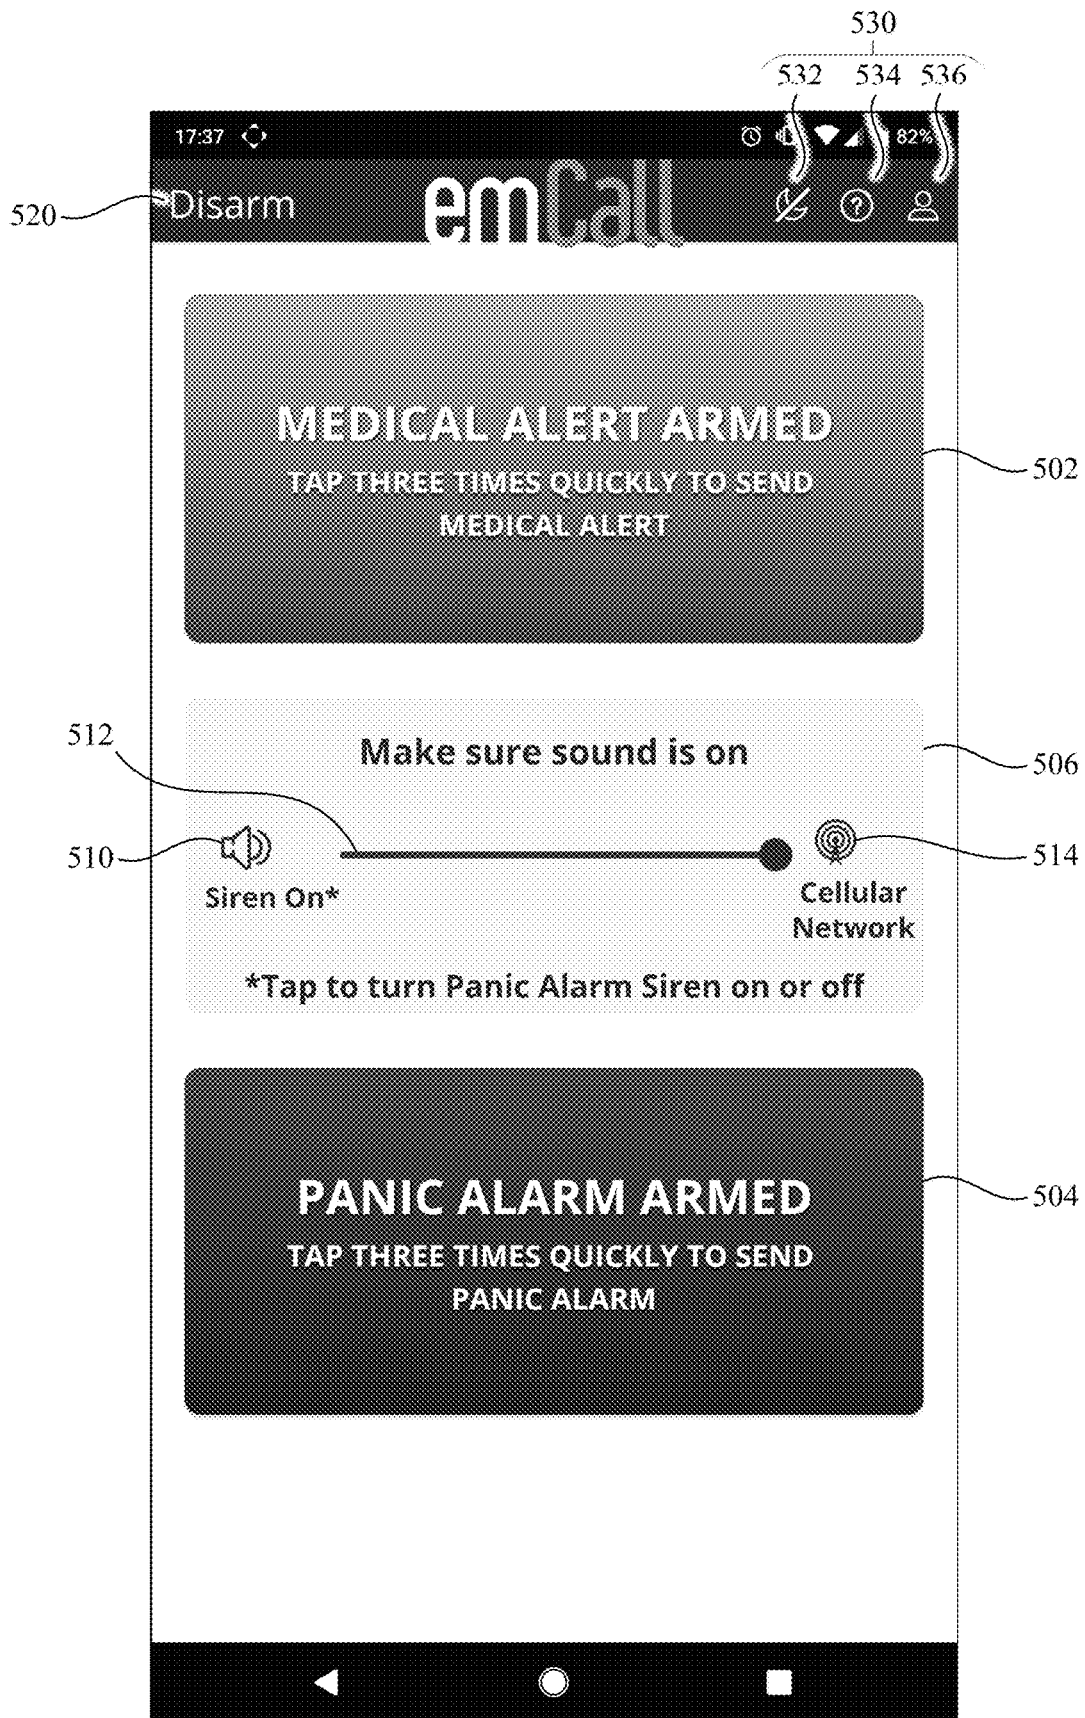 530
532 534 536
17:37 82%
520 Disarm emCall
MEDICAL ALERT ARMED
TAP THREE TIMES QUICKLY TO SEND
MEDICAL ALERT
502
512
Make sure sound is on
506
510
514
Siren On*
Cellular
Network
*Tap to turn Panic Alarm Siren on or off
PANIC ALARM ARMED
504
TAP THREE TIMES QUICKLY TO SEND
PANIC ALARM